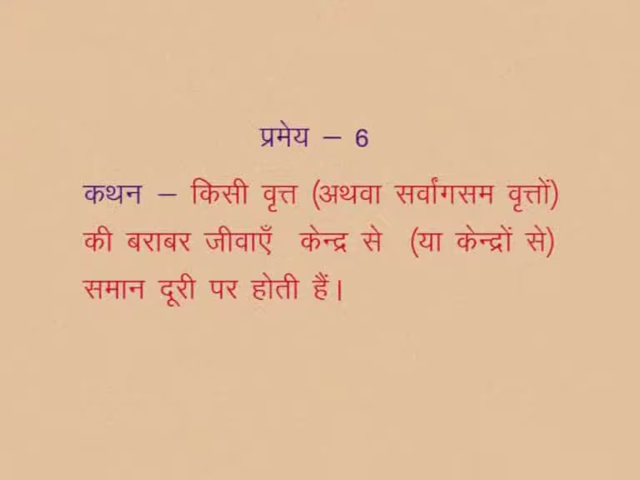 प्रमेय – 6
कथन – किसी वृत्त (अथवा सर्वांगसम वृत्तों)
की बराबर जीवाएँ केन्द्र से (या केन्द्रों से)
समान दूरी पर होती हैं।